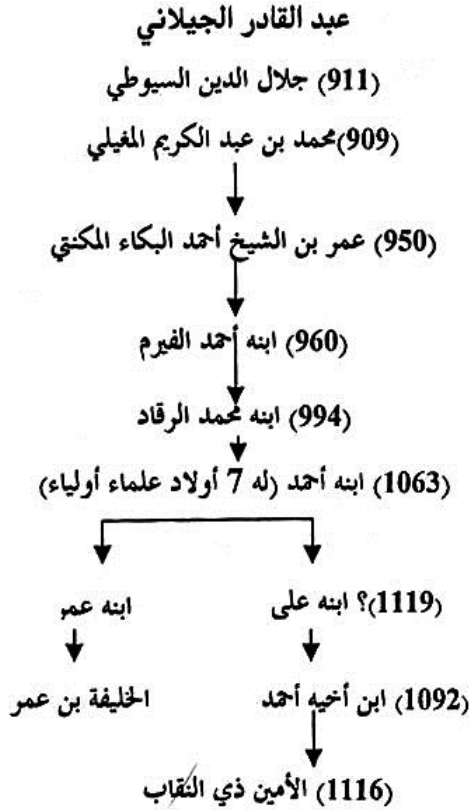 عبد القادر الجيلاني
(911) جلال الدين السيوطي
(909) محمد بن عبد الكريم المغيلي
(950) عمر بن الشيخ أحمد البكاء المكنتي
(960) ابنه أحمد الفيرم
(994) ابنه محمد الرقاد
(1063) ابنه أحمد (له 7 أولاد علماء أولياء)
(1119)؟ ابنه على ابنه عمر
(1092) ابن أخيه أحمد الخليفة بن عمر
(1116) الأمين ذي النقاب